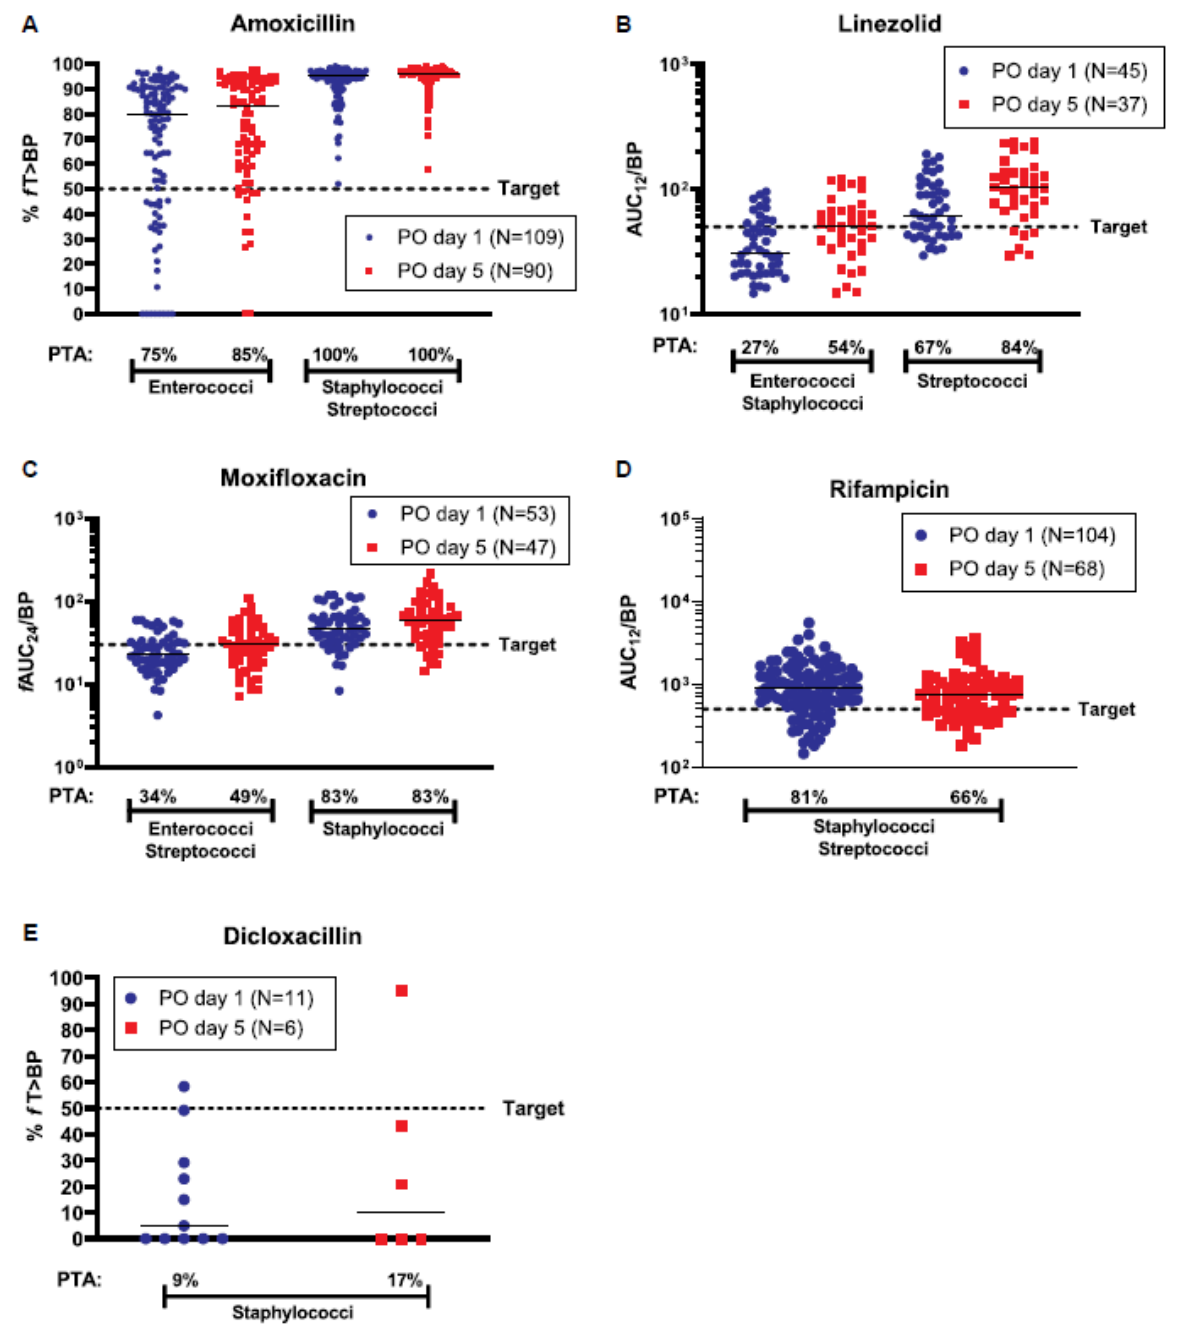 A
Amoxicillin
100
90
80
70
60
50
40
30
20
10
0
% fT>BP
Target
PO day 1 (N=109)
PO day 5 (N=90)
PTA:
75%
85%
100%
100%
Enterococci
Staphylococci
Streptococci
B
Linezolid
10³
10²
10¹
AUC₁₂/BP
PO day 1 (N=45)
PO day 5 (N=37)
Target
PTA:
27%
54%
67%
84%
Enterococci
Staphylococci
Streptococci
C
Moxifloxacin
10³
10²
10¹
10⁰
fAUC₂₄/BP
PO day 1 (N=53)
PO day 5 (N=47)
Target
PTA:
34%
49%
83%
83%
Enterococci
Streptococci
Staphylococci
D
Rifampicin
10⁵
10⁴
10³
10²
AUC₁₂/BP
PO day 1 (N=104)
PO day 5 (N=68)
Target
PTA:
81%
66%
Staphylococci
Streptococci
E
Dicloxacillin
100
90
80
70
60
50
40
30
20
10
0
% fT>BP
PO day 1 (N=11)
PO day 5 (N=6)
Target
PTA:
9%
17%
Staphylococci